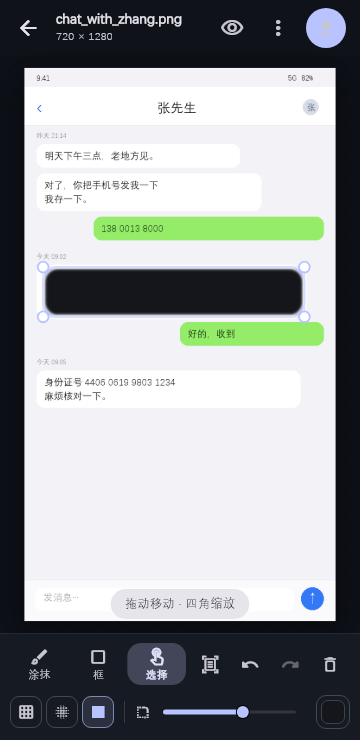 chat_with_zhang.png
720 × 1280
9:41
5G 82%
张先生
张
昨天 21:14
明天下午三点，老地方见。
对了，你把手机号发我一下
我存一下。
138 0013 8000
今天 09:02
好的，收到
今天 09:05
身份证号 4406 0619 9803 1234
麻烦核对一下。
发消息…
拖动移动 · 四角缩放
涂抹
框
选择